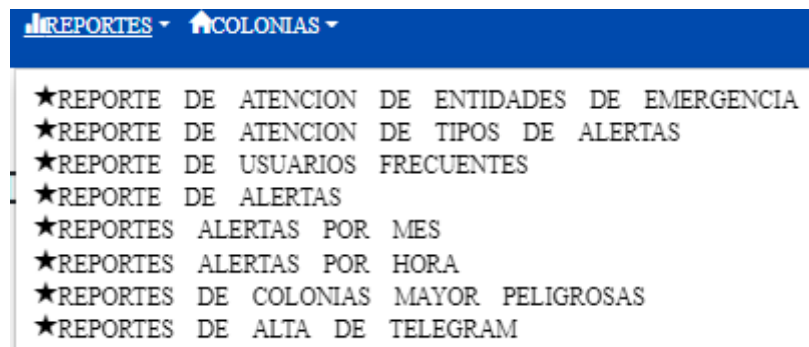 REPORTES COLONIAS
★REPORTE DE ATENCION DE ENTIDADES DE EMERGENCIA
★REPORTE DE ATENCION DE TIPOS DE ALERTAS
★REPORTE DE USUARIOS FRECUENTES
★REPORTE DE ALERTAS
★REPORTES ALERTAS POR MES
★REPORTES ALERTAS POR HORA
★REPORTES DE COLONIAS MAYOR PELIGROSAS
★REPORTES DE ALTA DE TELEGRAM